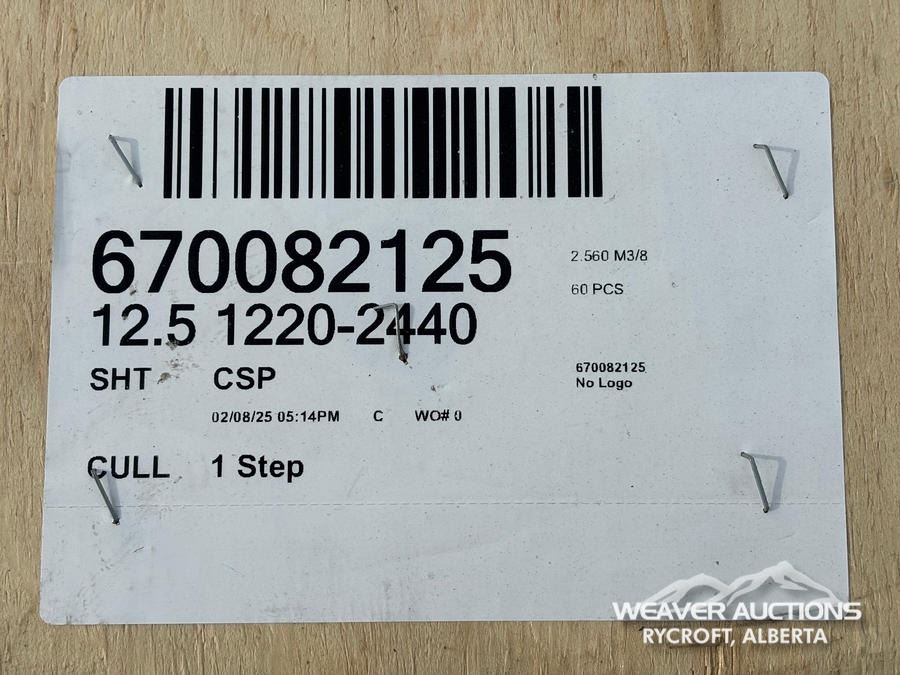 670082125
2.560 M3/8
60 PCS
12.5 1220-2440
SHT CSP
670082125
No Logo
02/08/25 05:14PM C WO# 0
CULL 1 Step
WEAVER AUCTIONS
RYCROFT, ALBERTA